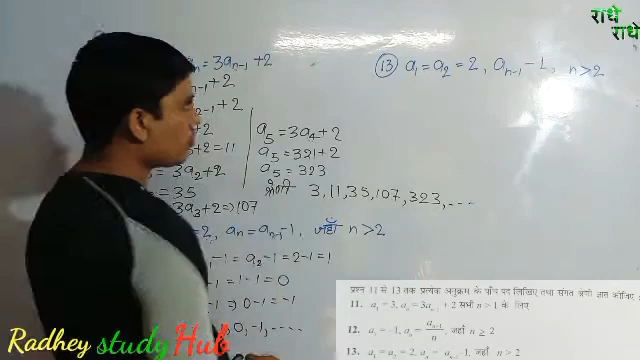 राधे
राधे
aₙ = 3aₙ₋₁ + 2
+ 2
+ 2
+ 2
+ 2 = 11
= 3a₂ + 2
= 35
3a₃ + 2 ⇒ 107
a₅ = 3a₄ + 2
a₅ = 321 + 2
a₅ = 323
श्रेणी 3, 11, 35, 107, 323, ----
= 2, aₙ = aₙ₋₁ - 1, जहाँ n > 2
- 1 = a₂ - 1 = 2 - 1 = 1
- 1 = 1 - 1 = 0
- 1 ⇒ 0 - 1 = -1
, 0, -1, ----
(13) a₁ = a₂ = 2, aₙ₋₁ - 1, n > 2
प्रश्न 11 से 13 तक प्रत्येक अनुक्रम के पाँच पद लिखिए तथा संगत श्रेणी ज्ञात कीजिए
11. a₁ = 3, aₙ = 3aₙ₋₁ + 2 सभी n > 1 के लिए
12. a₁ = -1, aₙ = aₙ₋₁/n जहाँ n ≥ 2
13. a₁ = a₂ = 2, aₙ = aₙ₋₁ - 1, जहाँ n > 2
Radhey study Hub